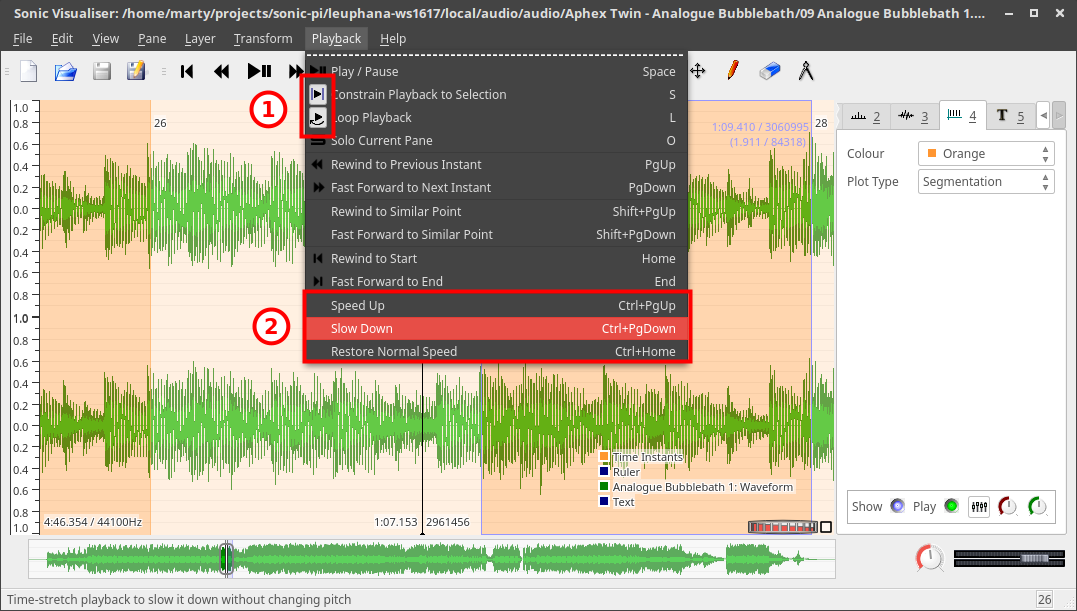 Sonic Visualiser: /home/marty/projects/sonic-pi/leuphana-ws1617/local/audio/audio/Aphex Twin - Analogue Bubblebath/09 Analogue Bubblebath 1....
File Edit View Pane Layer Transform Playback Help
Play / Pause Space
Constrain Playback to Selection S
Loop Playback L
Solo Current Pane O
Rewind to Previous Instant PgUp
Fast Forward to Next Instant PgDown
Rewind to Similar Point Shift+PgUp
Fast Forward to Similar Point Shift+PgDown
Rewind to Start Home
Fast Forward to End End
Speed Up Ctrl+PgUp
Slow Down Ctrl+PgDown
Restore Normal Speed Ctrl+Home
1
2
1.0
0.8
0.6
0.4
0.2
0.0
0.2
0.4
0.6
0.8
1.0
0.8
0.6
0.4
0.2
0.0
0.2
0.4
0.6
0.8
1.0
26
28
1:09.410 / 3060995
(1.911 / 84318)
2 3 4 T 5
Colour Orange
Plot Type Segmentation
Time Instants
Ruler
Analogue Bubblebath 1: Waveform
Text
4:46.354 / 44100Hz
1:07.153 2961456
Show Play
Time-stretch playback to slow it down without changing pitch
26